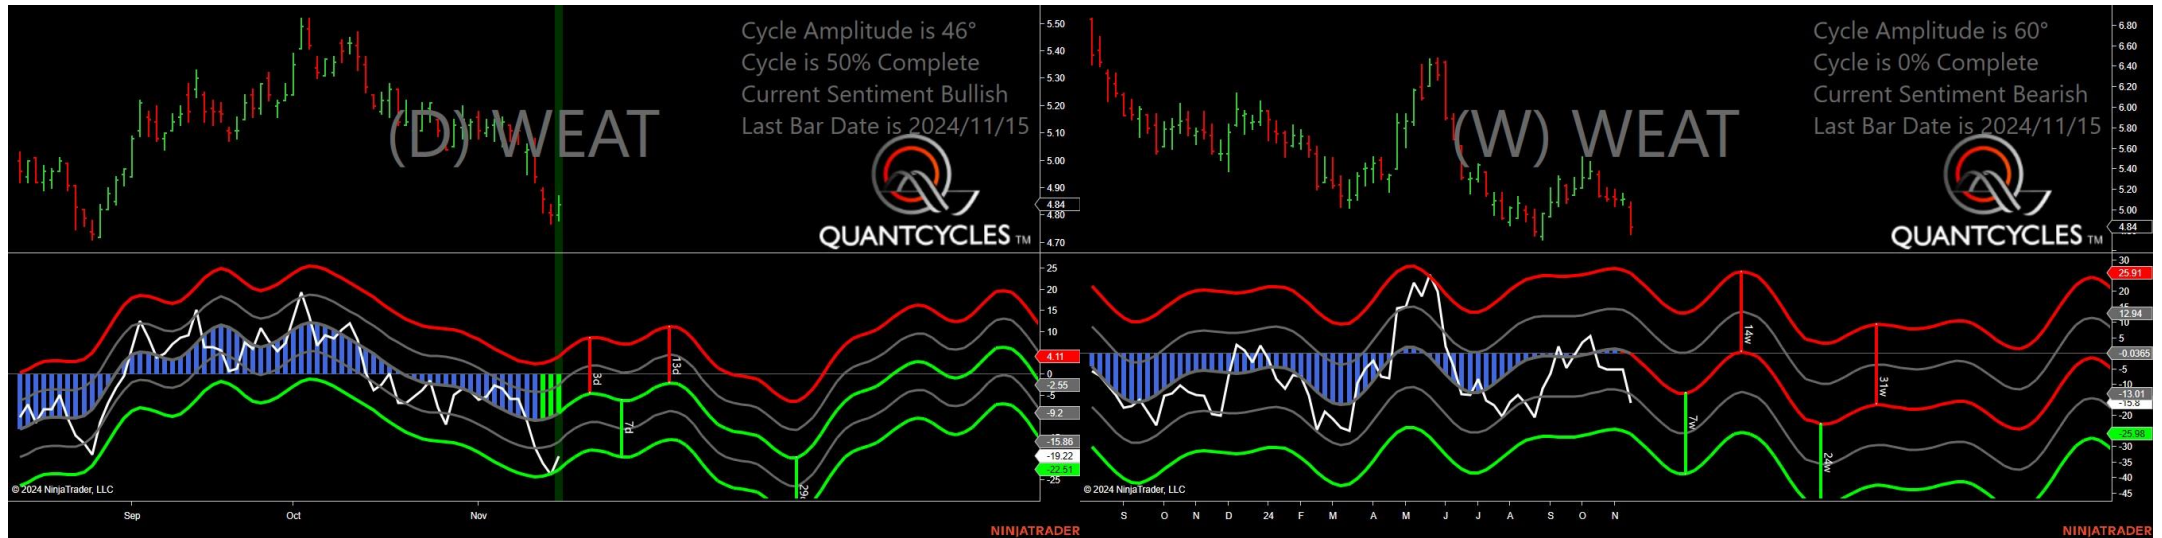 Cycle Amplitude is 46°
Cycle is 50% Complete
Current Sentiment Bullish
Last Bar Date is 2024/11/15
(D) WEAT
QUANTCYCLES TM
5.50
5.40
5.30
5.20
5.10
5.00
4.90
4.84
4.80
4.70
25
20
15
10
4.11
0
-2.55
-5
-9.2
-15.86
-19.22
-22.51
-25
3d
13d
7d
© 2024 NinjaTrader, LLC
Sep Oct Nov
NINJATRADER
Cycle Amplitude is 60°
Cycle is 0% Complete
Current Sentiment Bearish
Last Bar Date is 2024/11/15
(W) WEAT
QUANTCYCLES TM
6.80
6.60
6.40
6.20
6.00
5.80
5.60
5.40
5.20
5.00
4.84
30
25.91
20
12.94
10
5
-0.0365
-5
-10
-13.01
-15.8
-20
-25.98
-30
-35
-40
-45
14w
31w
7w
24w
© 2024 NinjaTrader, LLC
S O N D 24 F M A M J J A S O N
NINJATRADER